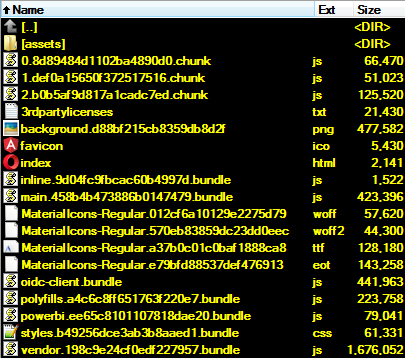 Name Ext Size
[..] <DIR>
[assets] <DIR>
0.8d89484d1102ba4890d0.chunk js 66,470
1.def0a15650f372517516.chunk js 51,023
2.b0b5af9d817a1cadc7ed.chunk js 125,520
3rdpartylicenses txt 21,430
background.d88bf215cb8359db8d2f png 477,582
favicon ico 5,430
index html 2,141
inline.9d04fc9fbcac60b4997d.bundle js 1,522
main.458b4b473886b0147479.bundle js 423,396
MaterialIcons-Regular.012cf6a10129e2275d79 woff 57,620
MaterialIcons-Regular.570eb83859dc23dd0eec woff2 44,300
MaterialIcons-Regular.a37b0c01c0baf1888ca8 ttf 128,180
MaterialIcons-Regular.e79bfd88537def476913 eot 143,258
oidc-client.bundle js 441,963
polyfills.a4c6c8ff651763f220e7.bundle js 223,758
powerbi.ee65c8101107818dae20.bundle js 79,041
styles.b49256dce3ab3b8aaed1.bundle css 61,331
vendor.198c9e24cf0edf227957.bundle js 1,676,052